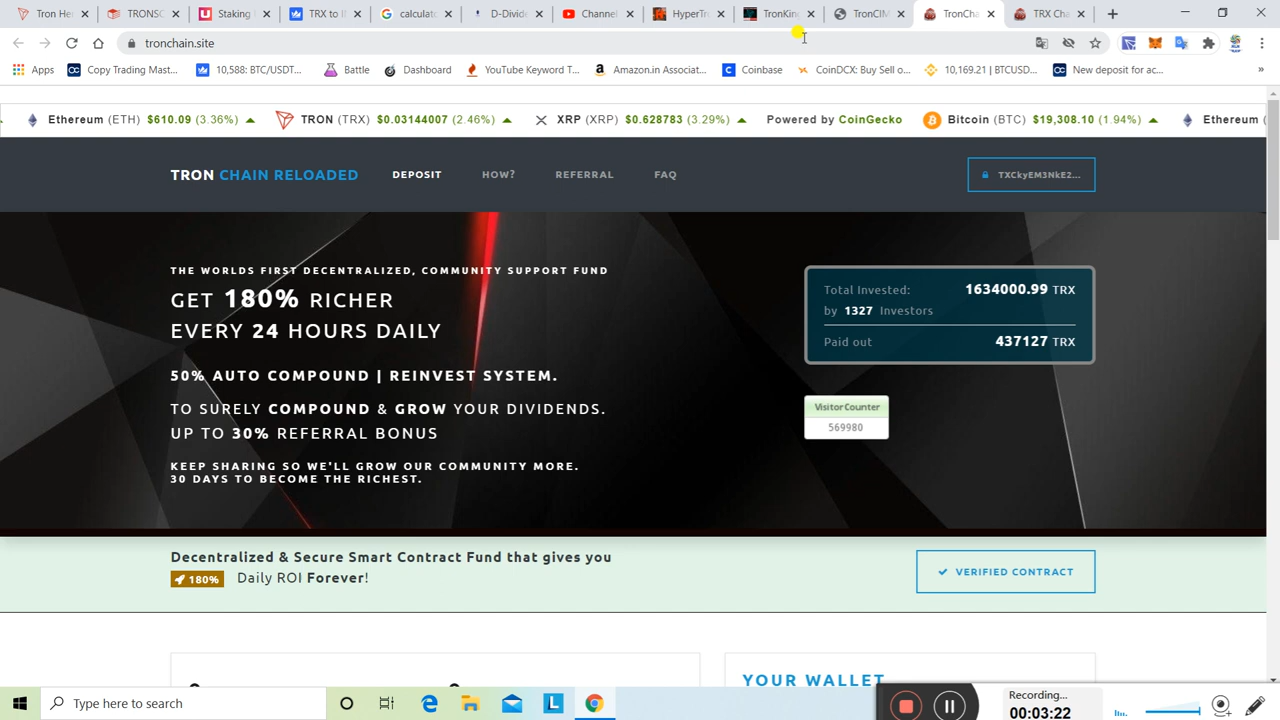 Tron He
TRONSC
Staking
TRX to I
calculato
D-Divide
Channel
HyperTr
TronKin
TronCIM
TronCha
TRX Cha
tronchain.site
Apps
Copy Trading Mast...
10,588: BTC/USDT...
Battle
Dashboard
YouTube Keyword T...
Amazon.in Associat...
Coinbase
CoinDCX: Buy Sell o...
10,169.21 | BTCUSD...
New deposit for ac...
»
Ethereum (ETH) $610.09 (3.36%)
TRON (TRX) $0.03144007 (2.46%)
XRP (XRP) $0.628783 (3.29%)
Powered by CoinGecko
Bitcoin (BTC) $19,308.10 (1.94%)
Ethereum (
TRON CHAIN RELOADED
DEPOSIT
HOW?
REFERRAL
FAQ
TXCkyEM3NkE2...
THE WORLDS FIRST DECENTRALIZED, COMMUNITY SUPPORT FUND
GET 180% RICHER
EVERY 24 HOURS DAILY
50% AUTO COMPOUND | REINVEST SYSTEM.
TO SURELY COMPOUND & GROW YOUR DIVIDENDS.
UP TO 30% REFERRAL BONUS
KEEP SHARING SO WE'LL GROW OUR COMMUNITY MORE.
30 DAYS TO BECOME THE RICHEST.
Total Invested: 1634000.99 TRX
by 1327 Investors
Paid out 437127 TRX
VisitorCounter
569980
Decentralized & Secure Smart Contract Fund that gives you
180% Daily ROI Forever!
VERIFIED CONTRACT
YOUR WALLET
Type here to search
Recording...
00:03:22